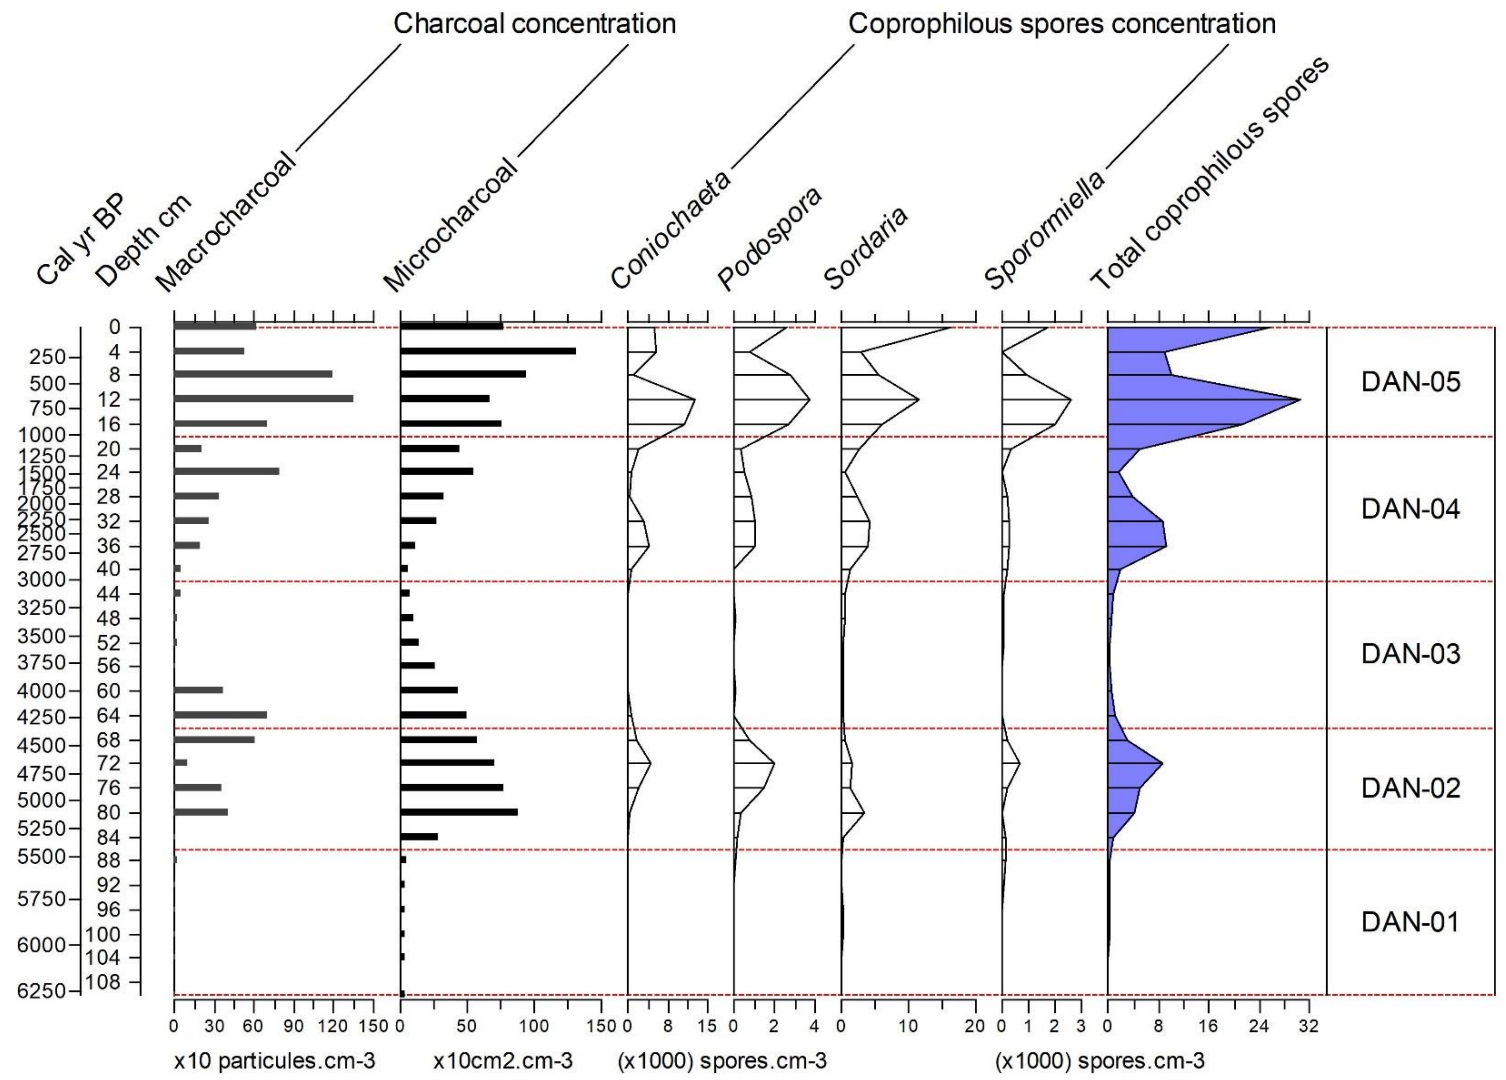 Charcoal concentration
Coprophilous spores concentration
Cal yr BP
Depth cm
Macrocharcoal
Microcharcoal
Coniochaeta
Podospora
Sordaria
Sporormiella
Total coprophilous spores
0
250
4
500
8
750
12
1000
16
1250
20
1500
24
1750
28
2000
2250
32
2500
2750
36
40
3000
44
3250
48
3500
52
3750
56
4000
60
4250
64
4500
68
4750
72
5000
76
5250
80
84
5500
88
5750
92
96
6000
100
104
6250
108
DAN-05
DAN-04
DAN-03
DAN-02
DAN-01
0 30 60 90 120 150 0 50 100 150 0 8 15 0 2 4 0 10 20 0 1 2 3 0 8 16 24 32
x10 particules.cm-3 x10cm2.cm-3 (x1000) spores.cm-3 (x1000) spores.cm-3